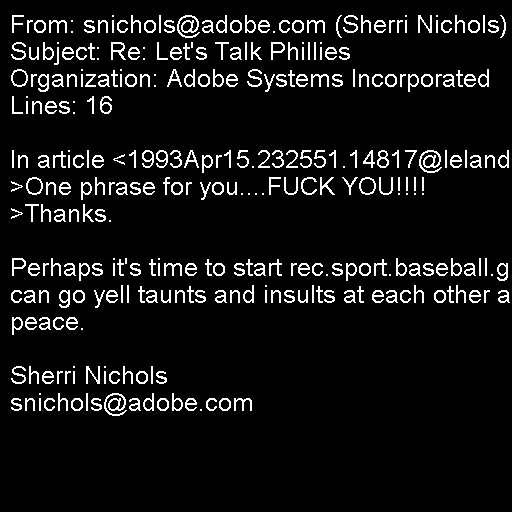 From: snichols@adobe.com (Sherri Nichols)
Subject: Re: Let's Talk Phillies
Organization: Adobe Systems Incorporated
Lines: 16

In article <1993Apr15.232551.14817@leland
>One phrase for you....FUCK YOU!!!!
>Thanks.

Perhaps it's time to start rec.sport.baseball.g
can go yell taunts and insults at each other a
peace.

Sherri Nichols
snichols@adobe.com